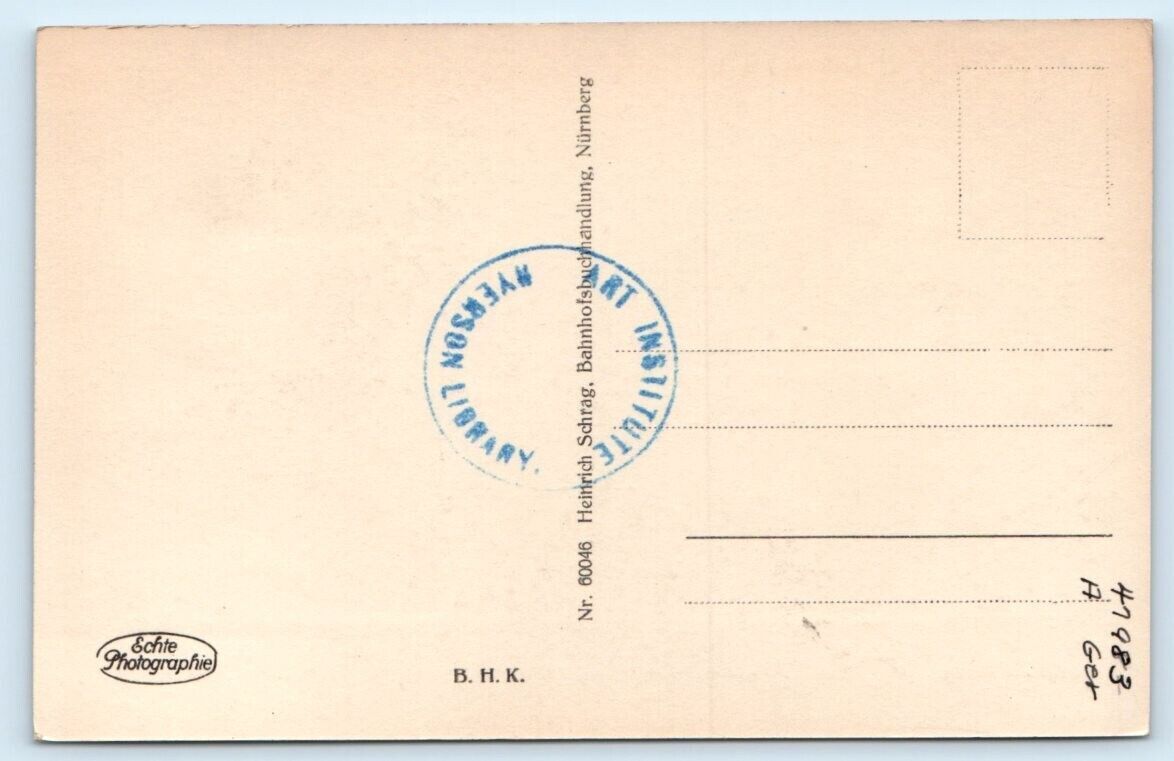 Nr. 60046 Heinrich Schrag, Bahnhofsbuchhandlung, Nürnberg
ART INSTITUTE
RYERSON LIBRARY.
Echte
Photographie
B. H. K.
47983
A Ger